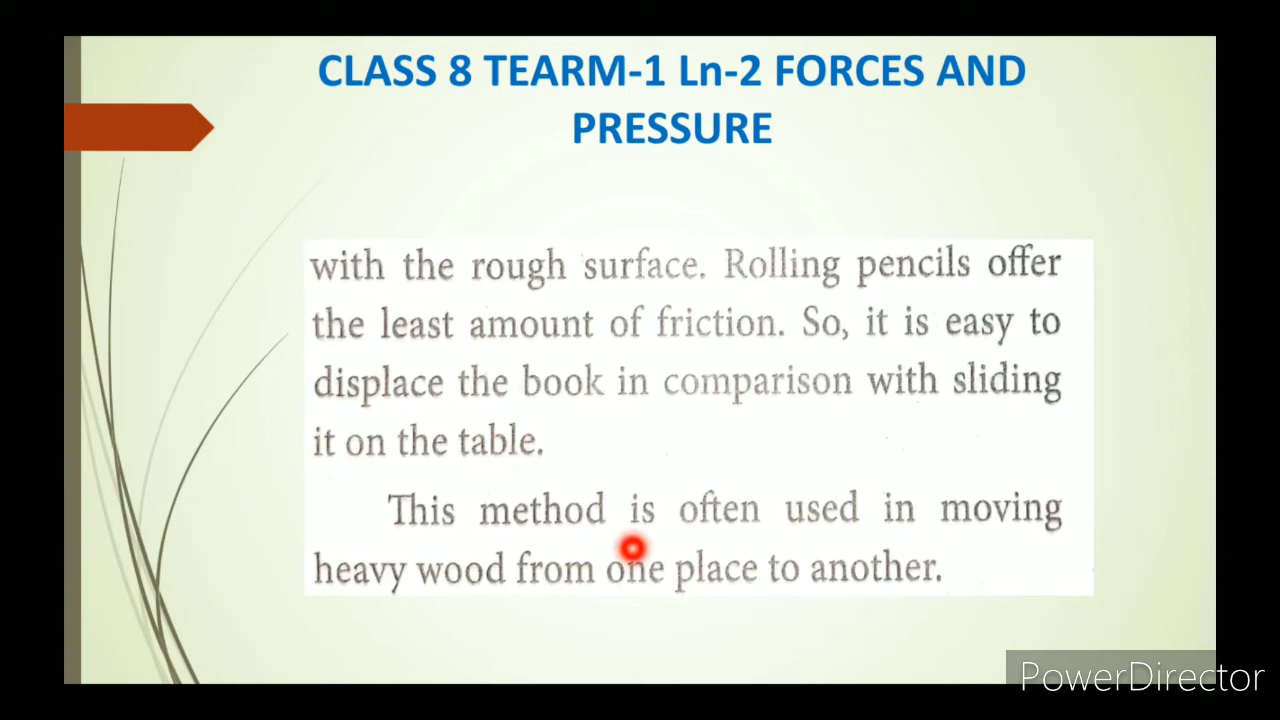 CLASS 8 TEARM-1 Ln-2 FORCES AND
PRESSURE
with the rough surface. Rolling pencils offer
the least amount of friction. So, it is easy to
displace the book in comparison with sliding
it on the table.
This method is often used in moving
heavy wood from one place to another.
PowerDirector